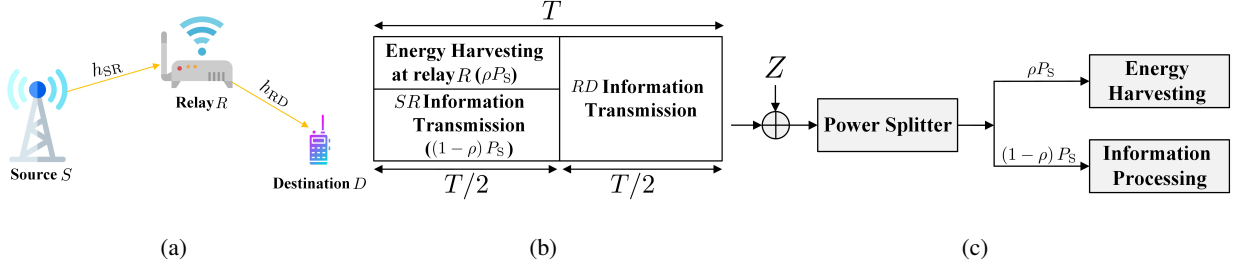 h_SR
Relay R
h_RD
Source S
Destination D
(a)
T
Energy Harvesting
at relay R (ρP_S)
SR Information
Transmission
((1 − ρ) P_S)
RD Information
Transmission
T/2
T/2
(b)
Z
Power Splitter
ρP_S
Energy
Harvesting
(1 − ρ) P_S
Information
Processing
(c)